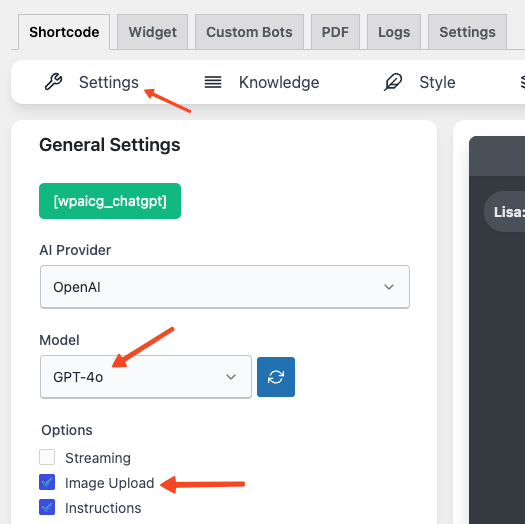 Shortcode Widget Custom Bots PDF Logs Settings
Settings Knowledge Style
General Settings
[wpaicg_chatgpt]
AI Provider
OpenAI
Model
GPT-4o
Options
Streaming
Image Upload
Instructions
Lisa: